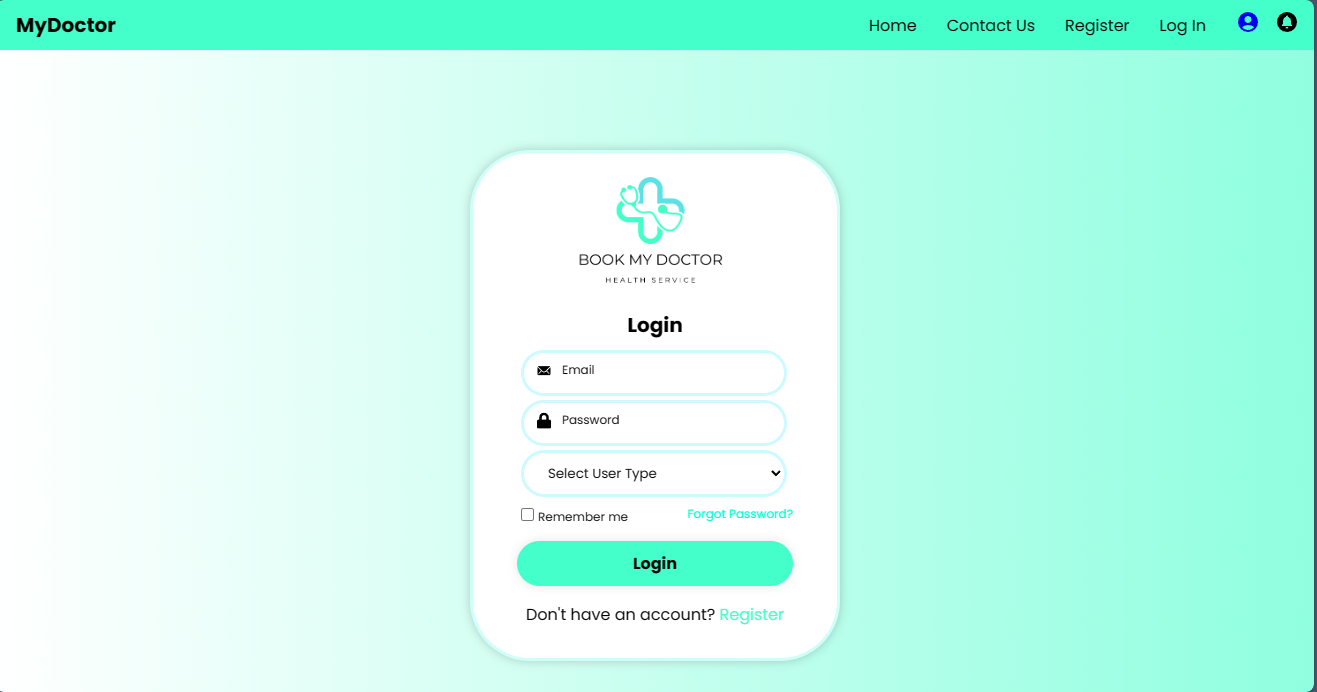 MyDoctor
Home Contact Us Register Log In
BOOK MY DOCTOR
HEALTH SERVICE
Login
Email
Password
Select User Type
Remember me Forgot Password?
Login
Don't have an account? Register